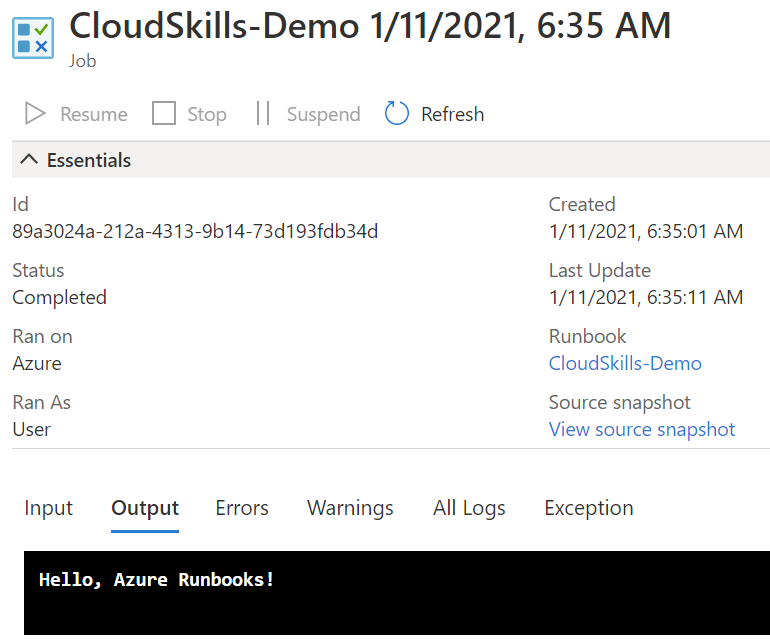 CloudSkills-Demo 1/11/2021, 6:35 AM
Job
Resume Stop Suspend Refresh
Essentials
Id
89a3024a-212a-4313-9b14-73d193fdb34d
Status
Completed
Ran on
Azure
Ran As
User
Created
1/11/2021, 6:35:01 AM
Last Update
1/11/2021, 6:35:11 AM
Runbook
CloudSkills-Demo
Source snapshot
View source snapshot
Input Output Errors Warnings All Logs Exception
Hello, Azure Runbooks!